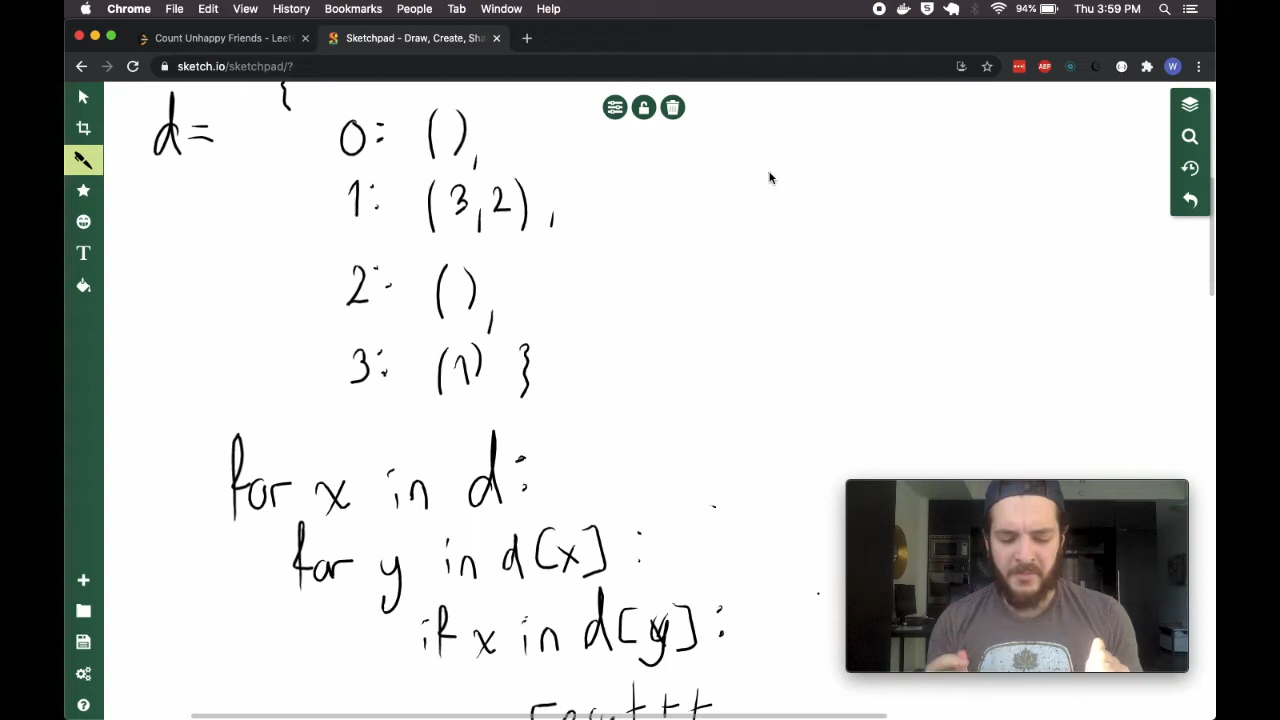 Chrome File Edit View History Bookmarks People Tab Window Help 94% Thu 3:59 PM
Count Unhappy Friends - Leet Sketchpad - Draw, Create, Sha
sketch.io/sketchpad/?
ABP W
{
d= 0: (),
1: (3,2),
2: (),
3: (1) }
for x in d:
for y in d[x]:
if x in d[y]:
T